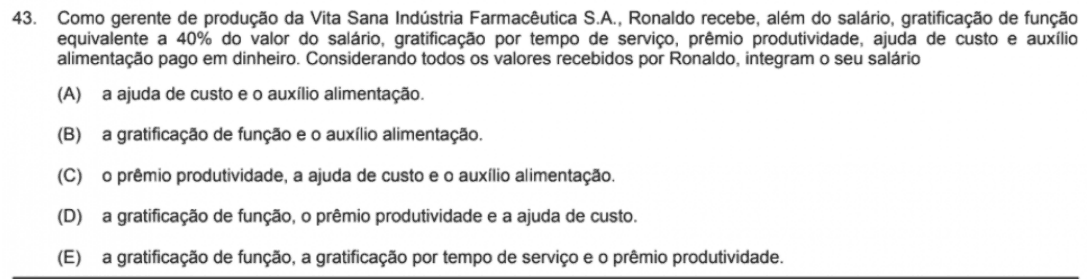 43. Como gerente de produção da Vita Sana Indústria Farmacêutica S.A., Ronaldo recebe, além do salário, gratificação de função
equivalente a 40% do valor do salário, gratificação por tempo de serviço, prêmio produtividade, ajuda de custo e auxílio
alimentação pago em dinheiro. Considerando todos os valores recebidos por Ronaldo, integram o seu salário
(A) a ajuda de custo e o auxílio alimentação.
(B) a gratificação de função e o auxílio alimentação.
(C) o prêmio produtividade, a ajuda de custo e o auxílio alimentação.
(D) a gratificação de função, o prêmio produtividade e a ajuda de custo.
(E) a gratificação de função, a gratificação por tempo de serviço e o prêmio produtividade.